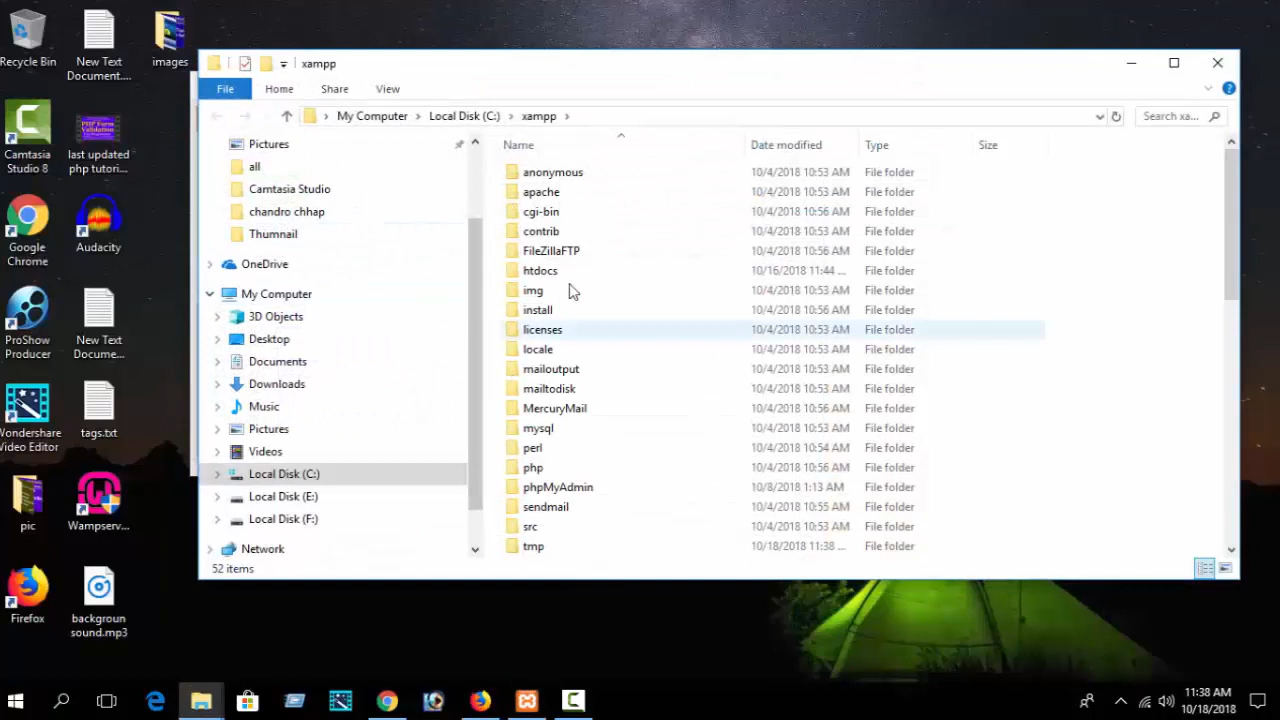 Recycle Bin
New Text
Document....
images
Camtasia
Studio 8
last updated
php tutori...
Google
Chrome
Audacity
ProShow
Producer
New Text
Docume...
Wondershare
Video Editor
tags.txt
pic
Wampserv...
Firefox
backgroun
sound.mp3
xampp
File
Home
Share
View
My Computer
Local Disk (C:)
xampp
Search xa...
Pictures
all
Camtasia Studio
chandro chhap
Thumnail
OneDrive
My Computer
3D Objects
Desktop
Documents
Downloads
Music
Pictures
Videos
Local Disk (C:)
Local Disk (E:)
Local Disk (F:)
Network
Name Date modified Type Size
anonymous 10/4/2018 10:53 AM File folder
apache 10/4/2018 10:53 AM File folder
cgi-bin 10/4/2018 10:56 AM File folder
contrib 10/4/2018 10:53 AM File folder
FileZillaFTP 10/4/2018 10:56 AM File folder
htdocs 10/16/2018 11:44 ... File folder
img 10/4/2018 10:53 AM File folder
install 10/4/2018 10:56 AM File folder
licenses 10/4/2018 10:53 AM File folder
locale 10/4/2018 10:53 AM File folder
mailoutput 10/4/2018 10:53 AM File folder
mailtodisk 10/4/2018 10:53 AM File folder
MercuryMail 10/4/2018 10:56 AM File folder
mysql 10/4/2018 10:53 AM File folder
perl 10/4/2018 10:54 AM File folder
php 10/4/2018 10:56 AM File folder
phpMyAdmin 10/8/2018 1:13 AM File folder
sendmail 10/4/2018 10:55 AM File folder
src 10/4/2018 10:53 AM File folder
tmp 10/18/2018 11:38 ... File folder
52 items
11:38 AM
10/18/2018